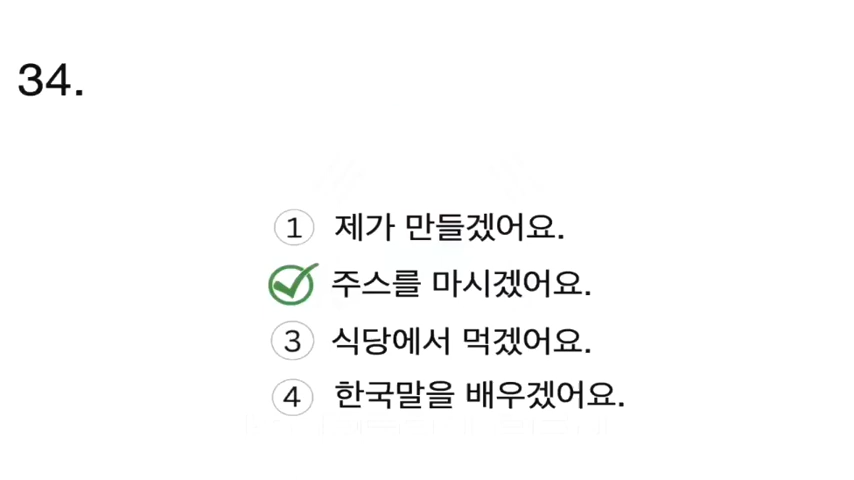 34.
① 제가 만들겠어요.
주스를 마시겠어요.
③ 식당에서 먹겠어요.
④ 한국말을 배우겠어요.